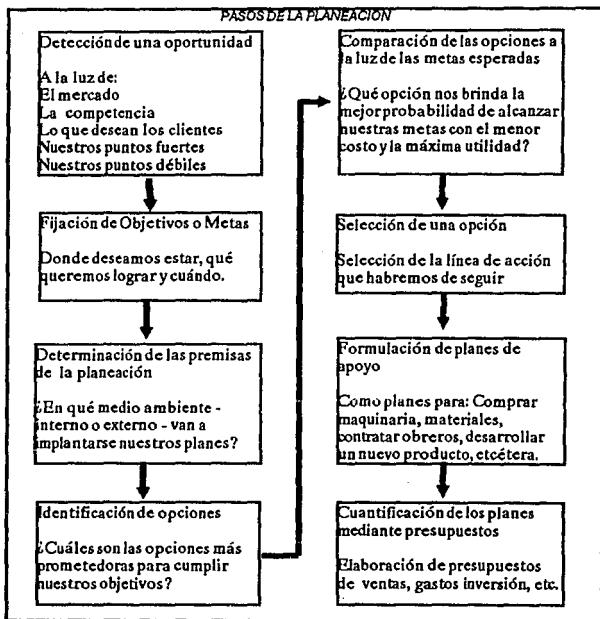 PASOS DE LA PLANEACION
Detección de una oportunidad
A la luz de:
El mercado
La competencia
Lo que desean los clientes
Nuestros puntos fuertes
Nuestros puntos débiles
Fijación de Objetivos o Metas
Donde deseamos estar, qué
queremos lograr y cuándo.
Determinación de las premisas
de la planeación
¿En qué medio ambiente -
interno o externo - van a
implantarse nuestros planes?
Identificación de opciones
¿Cuáles son las opciones más
prometedoras para cumplir
nuestros objetivos?
Comparación de las opciones a
la luz de las metas esperadas
¿Qué opción nos brinda la
mejor probabilidad de alcanzar
nuestras metas con el menor
costo y la máxima utilidad?
Selección de una opción
Selección de la línea de acción
que habremos de seguir
Formulación de planes de
apoyo
Como planes para: Comprar
maquinaria, materiales,
contratar obreros, desarrollar
un nuevo producto, etcétera.
Cuantificación de los planes
mediante presupuestos
Elaboración de presupuestos
de ventas, gastos inversión, etc.